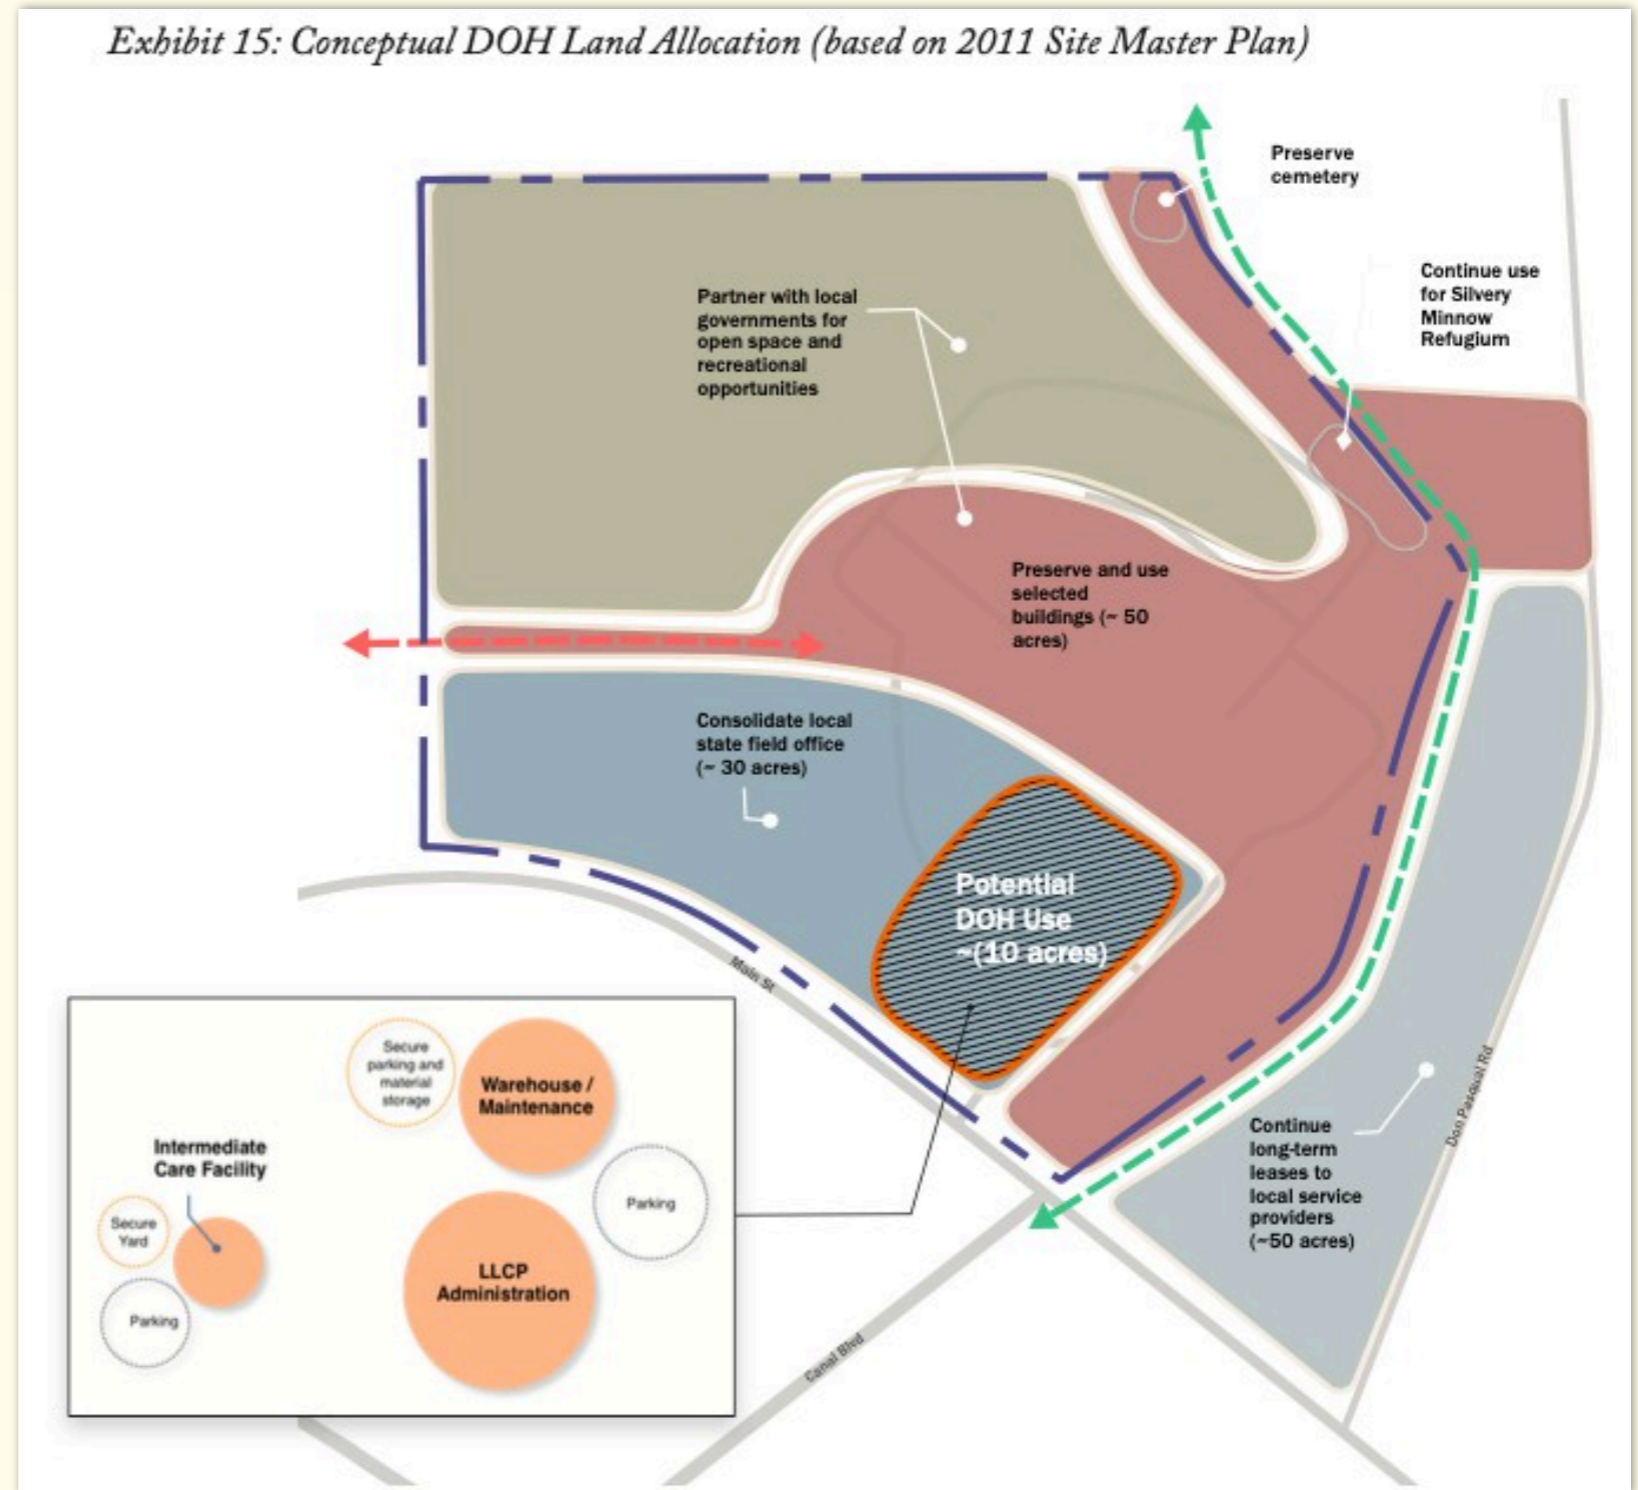 Exhibit 15: Conceptual DOH Land Allocation (based on 2011 Site Master Plan)
Preserve
cemetery
Continue use
for Silvery
Minnow
Refugium
Partner with local
governments for
open space and
recreational
opportunities
Preserve and use
selected
buildings (~ 50
acres)
Consolidate local
state field office
(~ 30 acres)
Potential
DOH Use
~(10 acres)
Main St
Secure
parking and
material
storage
Warehouse /
Maintenance
Intermediate
Care Facility
Parking
Secure
Yard
Parking
LLCP
Administration
Continue
long-term
leases to
local service
providers
(~50 acres)
Don Pasqual Rd
Canal Blvd